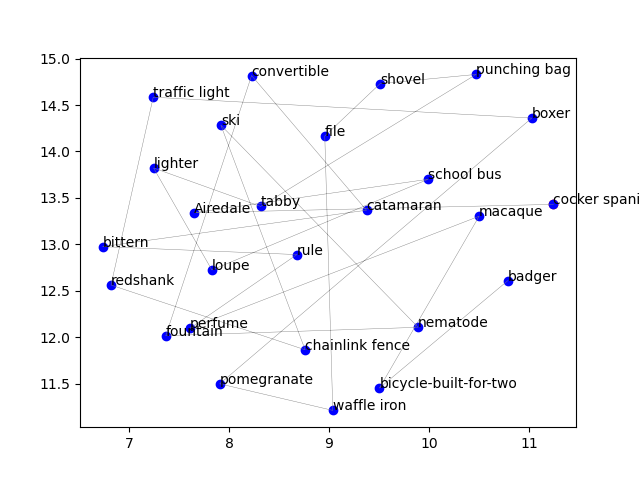 15.0
convertible
punching bag
shovel
traffic light
14.5
boxer
ski
file
14.0
lighter
school bus
13.5
tabby
cocker spani
Airedale
catamaran
macaque
13.0
bittern
rule
loupe
badger
redshank
12.5
perfume
nematode
fountain
12.0
chainlink fence
11.5
pomegranate
bicycle-built-for-two
waffle iron
7 8 9 10 11